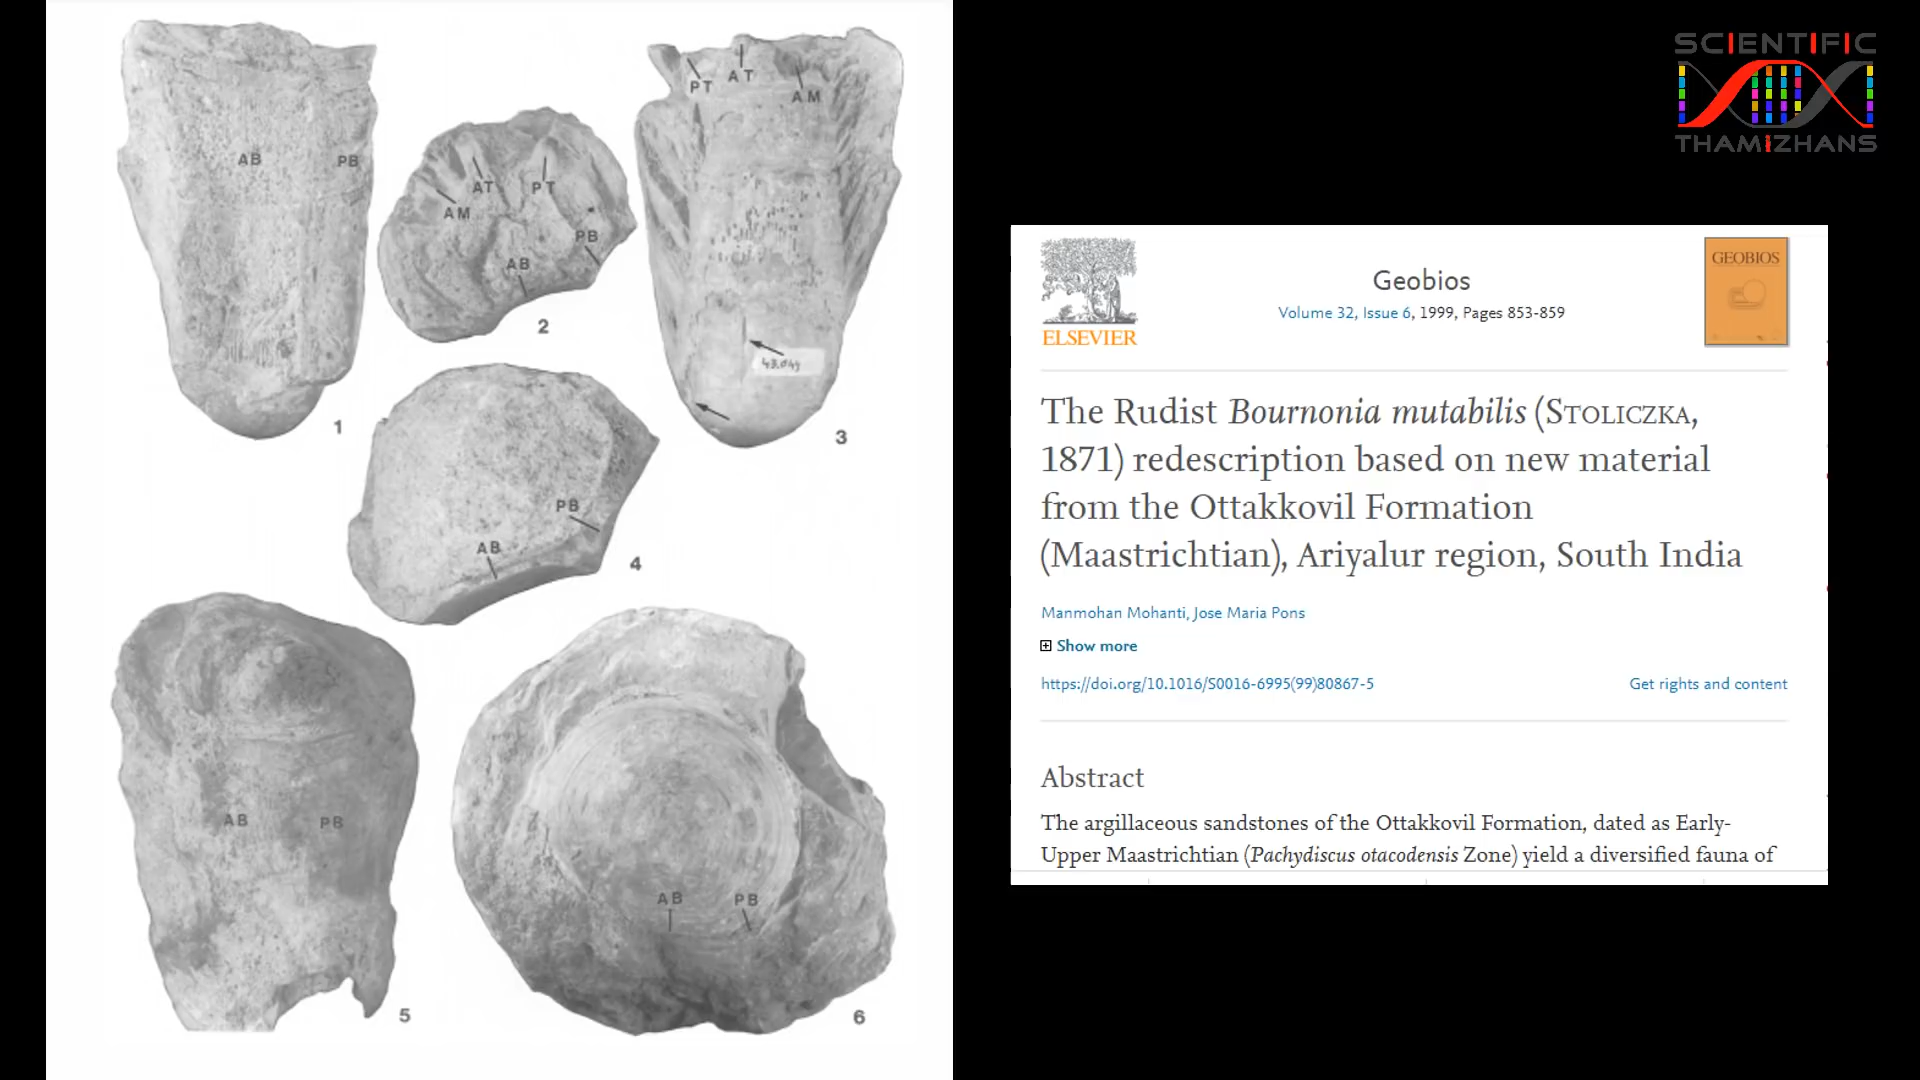 AB
PB
1
AT
PT
AM
PB
AB
2
PT
AT
AM
43.044
3
PB
AB
4
AB
PB
5
AB
PB
6
SCIENTIFIC
THAMIZHANS
ELSEVIER
Geobios
Volume 32, Issue 6, 1999, Pages 853-859
GEOBIOS
The Rudist Bournonia mutabilis (STOLICZKA,
1871) redescription based on new material
from the Ottakkovil Formation
(Maastrichtian), Ariyalur region, South India
Manmohan Mohanti, Jose Maria Pons
Show more
https://doi.org/10.1016/S0016-6995(99)80867-5
Get rights and content
Abstract
The argillaceous sandstones of the Ottakkovil Formation, dated as Early-
Upper Maastrichtian (Pachydiscus otacodensis Zone) yield a diversified fauna of